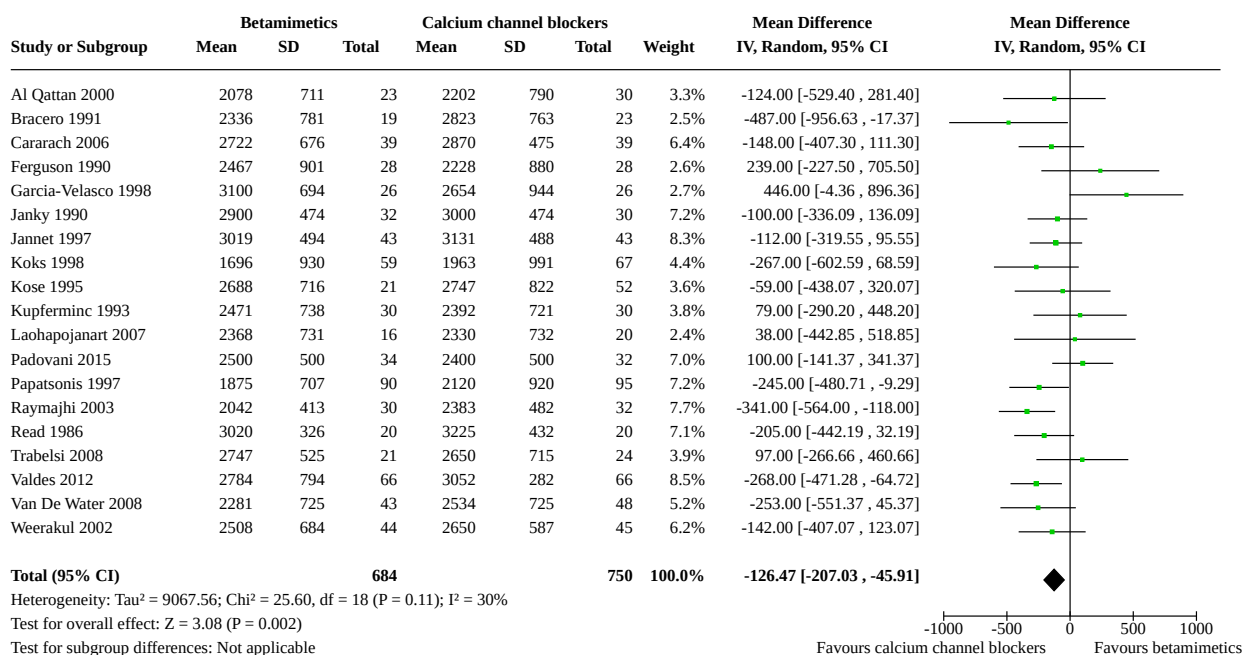 Betamimetics Calcium channel blockers Mean Difference Mean Difference
Study or Subgroup Mean SD Total Mean SD Total Weight IV, Random, 95% CI IV, Random, 95% CI
Al Qattan 2000 2078 711 23 2202 790 30 3.3% -124.00 [-529.40 , 281.40]
Bracero 1991 2336 781 19 2823 763 23 2.5% -487.00 [-956.63 , -17.37]
Cararach 2006 2722 676 39 2870 475 39 6.4% -148.00 [-407.30 , 111.30]
Ferguson 1990 2467 901 28 2228 880 28 2.6% 239.00 [-227.50 , 705.50]
Garcia-Velasco 1998 3100 694 26 2654 944 26 2.7% 446.00 [-4.36 , 896.36]
Janky 1990 2900 474 32 3000 474 30 7.2% -100.00 [-336.09 , 136.09]
Jannet 1997 3019 494 43 3131 488 43 8.3% -112.00 [-319.55 , 95.55]
Koks 1998 1696 930 59 1963 991 67 4.4% -267.00 [-602.59 , 68.59]
Kose 1995 2688 716 21 2747 822 52 3.6% -59.00 [-438.07 , 320.07]
Kupferminc 1993 2471 738 30 2392 721 30 3.8% 79.00 [-290.20 , 448.20]
Laohapojanart 2007 2368 731 16 2330 732 20 2.4% 38.00 [-442.85 , 518.85]
Padovani 2015 2500 500 34 2400 500 32 7.0% 100.00 [-141.37 , 341.37]
Papatsonis 1997 1875 707 90 2120 920 95 7.2% -245.00 [-480.71 , -9.29]
Raymajhi 2003 2042 413 30 2383 482 32 7.7% -341.00 [-564.00 , -118.00]
Read 1986 3020 326 20 3225 432 20 7.1% -205.00 [-442.19 , 32.19]
Trabelsi 2008 2747 525 21 2650 715 24 3.9% 97.00 [-266.66 , 460.66]
Valdes 2012 2784 794 66 3052 282 66 8.5% -268.00 [-471.28 , -64.72]
Van De Water 2008 2281 725 43 2534 725 48 5.2% -253.00 [-551.37 , 45.37]
Weerakul 2002 2508 684 44 2650 587 45 6.2% -142.00 [-407.07 , 123.07]
Total (95% CI) 684 750 100.0% -126.47 [-207.03 , -45.91]
Heterogeneity: Tau² = 9067.56; Chi² = 25.60, df = 18 (P = 0.11); I² = 30%
Test for overall effect: Z = 3.08 (P = 0.002)
-1000 -500 0 500 1000
Test for subgroup differences: Not applicable Favours calcium channel blockers Favours betamimetics